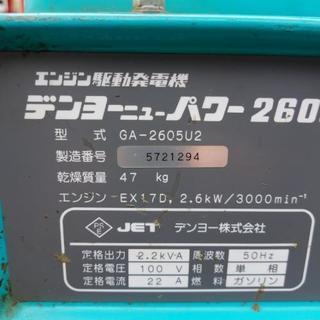 エンジン駆動発電機
デンヨーニューパワー260
型式 GA-2605U2
製造番号 5721294
乾燥質量 47 kg
エンジン EX17D, 2.6kW/3000min⁻¹
JET デンヨー株式会社
定格出力 2.2kVA 周波数 50Hz
定格電圧 100 V 相数 単相
定格電流 22 A 燃料 ガソリン